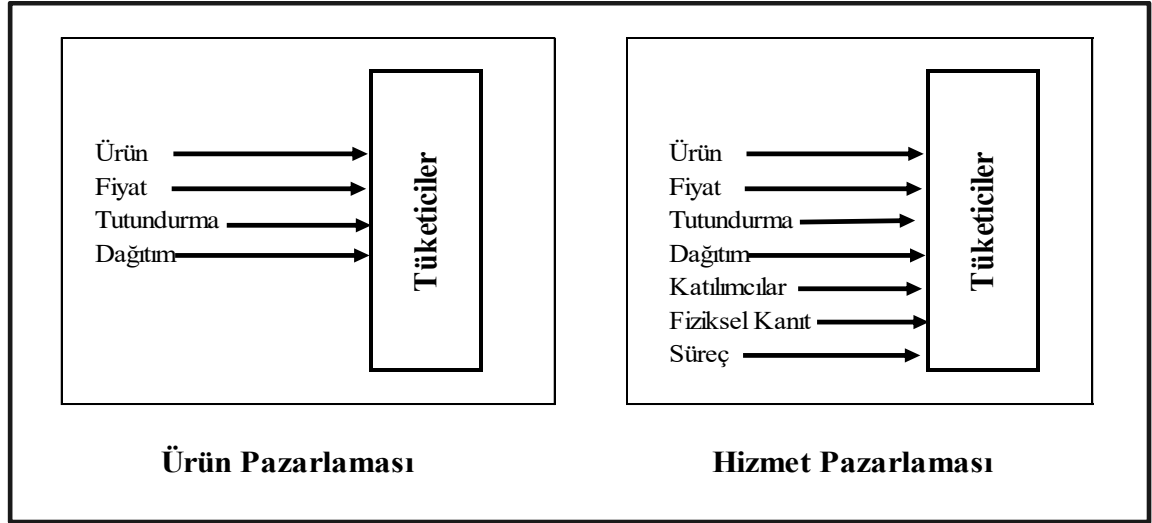 Ürün
Fiyat
Tutundurma
Dağıtım
Tüketiciler
Ürün Pazarlaması
Ürün
Fiyat
Tutundurma
Dağıtım
Katılımcılar
Fiziksel Kanıt
Süreç
Tüketiciler
Hizmet Pazarlaması